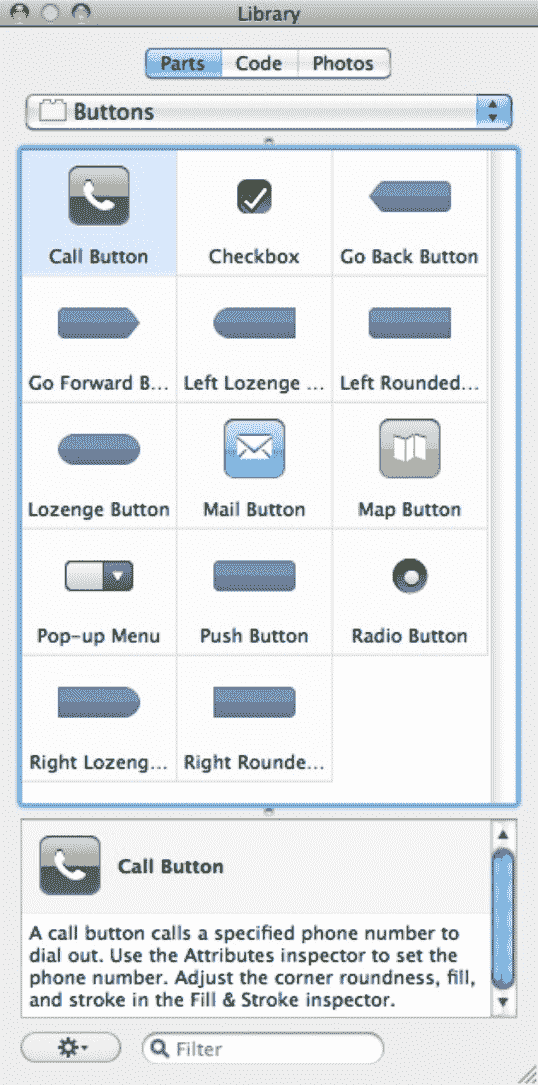 Library
Parts Code Photos
Buttons
Call Button Checkbox Go Back Button
Go Forward B... Left Lozenge ... Left Rounded...
Lozenge Button Mail Button Map Button
Pop-up Menu Push Button Radio Button
Right Lozeng... Right Rounde...
Call Button
A call button calls a specified phone number to
dial out. Use the Attributes inspector to set the
phone number. Adjust the corner roundness, fill,
and stroke in the Fill & Stroke inspector.
Filter